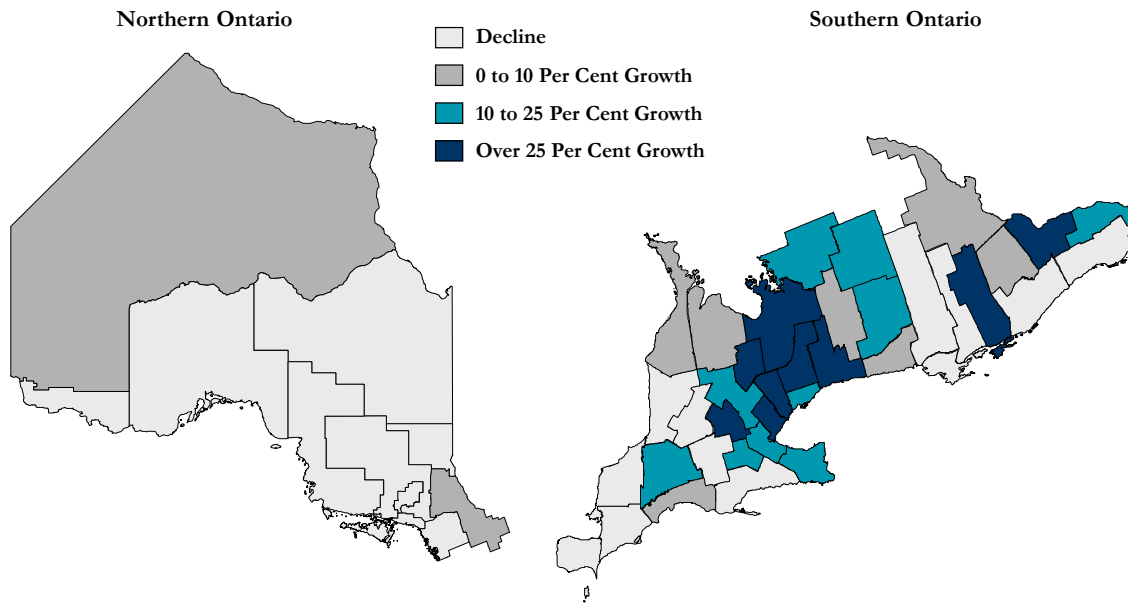 Northern Ontario
Southern Ontario
Decline
0 to 10 Per Cent Growth
10 to 25 Per Cent Growth
Over 25 Per Cent Growth